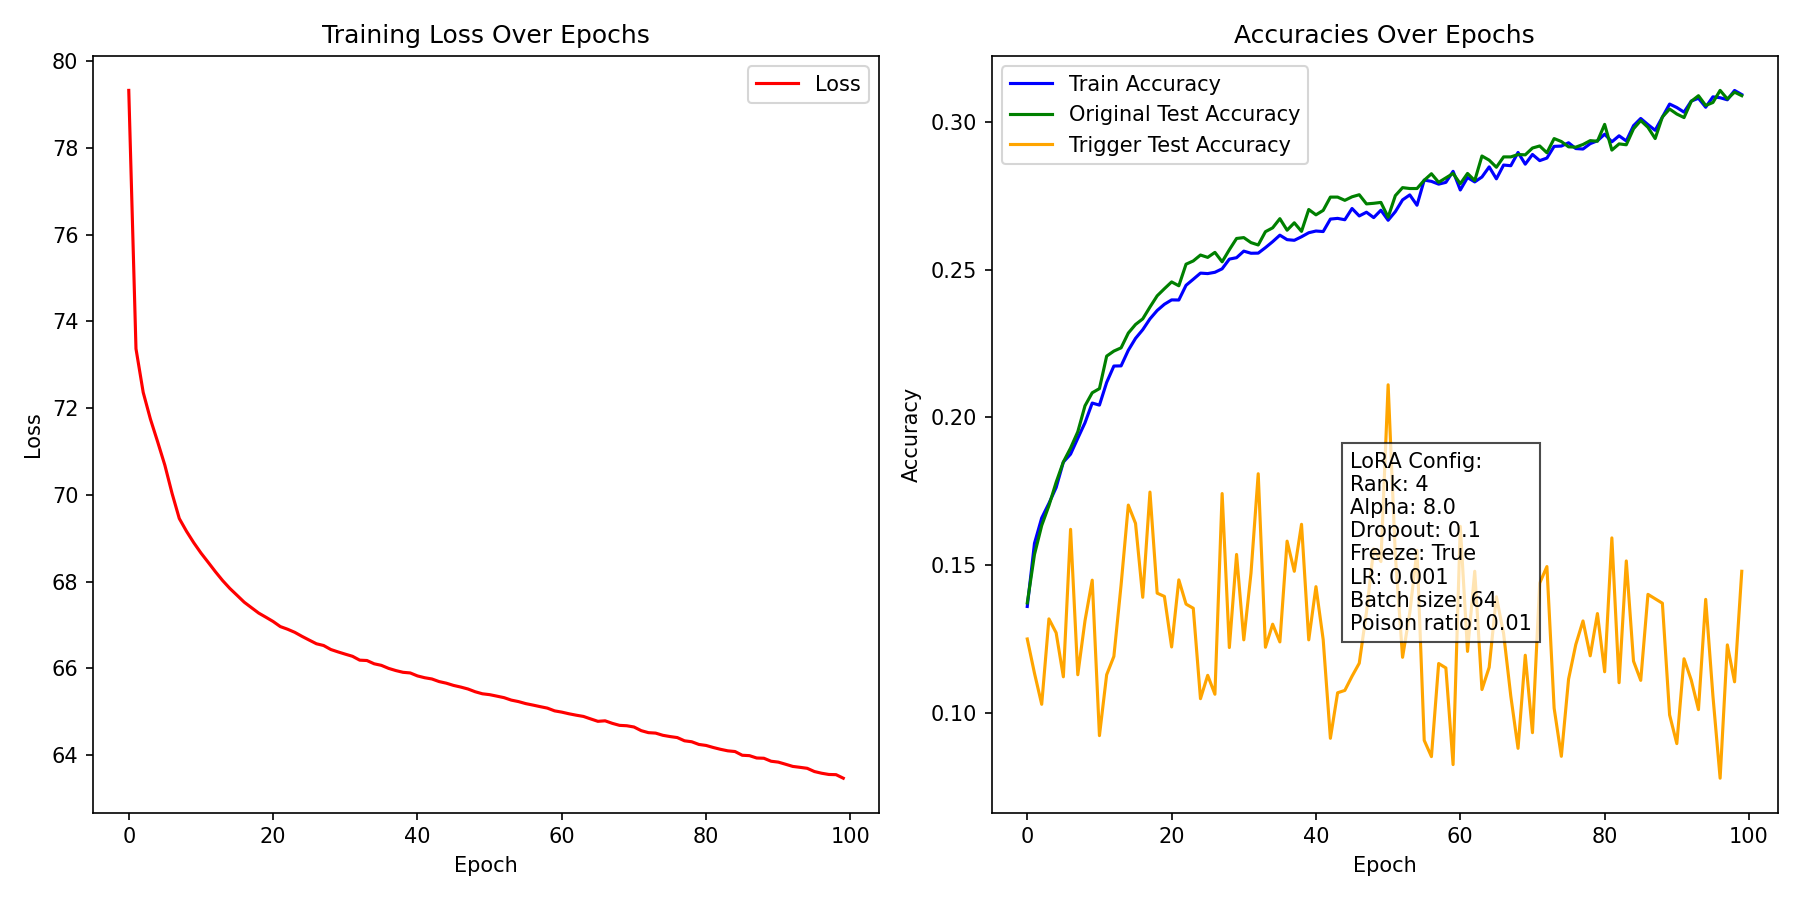 Training Loss Over Epochs
Loss
80
78
76
74
72
70
68
66
64
Loss
0 20 40 60 80 100
Epoch
Accuracies Over Epochs
Train Accuracy
Original Test Accuracy
Trigger Test Accuracy
0.30
0.25
0.20
0.15
0.10
Accuracy
LoRA Config:
Rank: 4
Alpha: 8.0
Dropout: 0.1
Freeze: True
LR: 0.001
Batch size: 64
Poison ratio: 0.01
0 20 40 60 80 100
Epoch